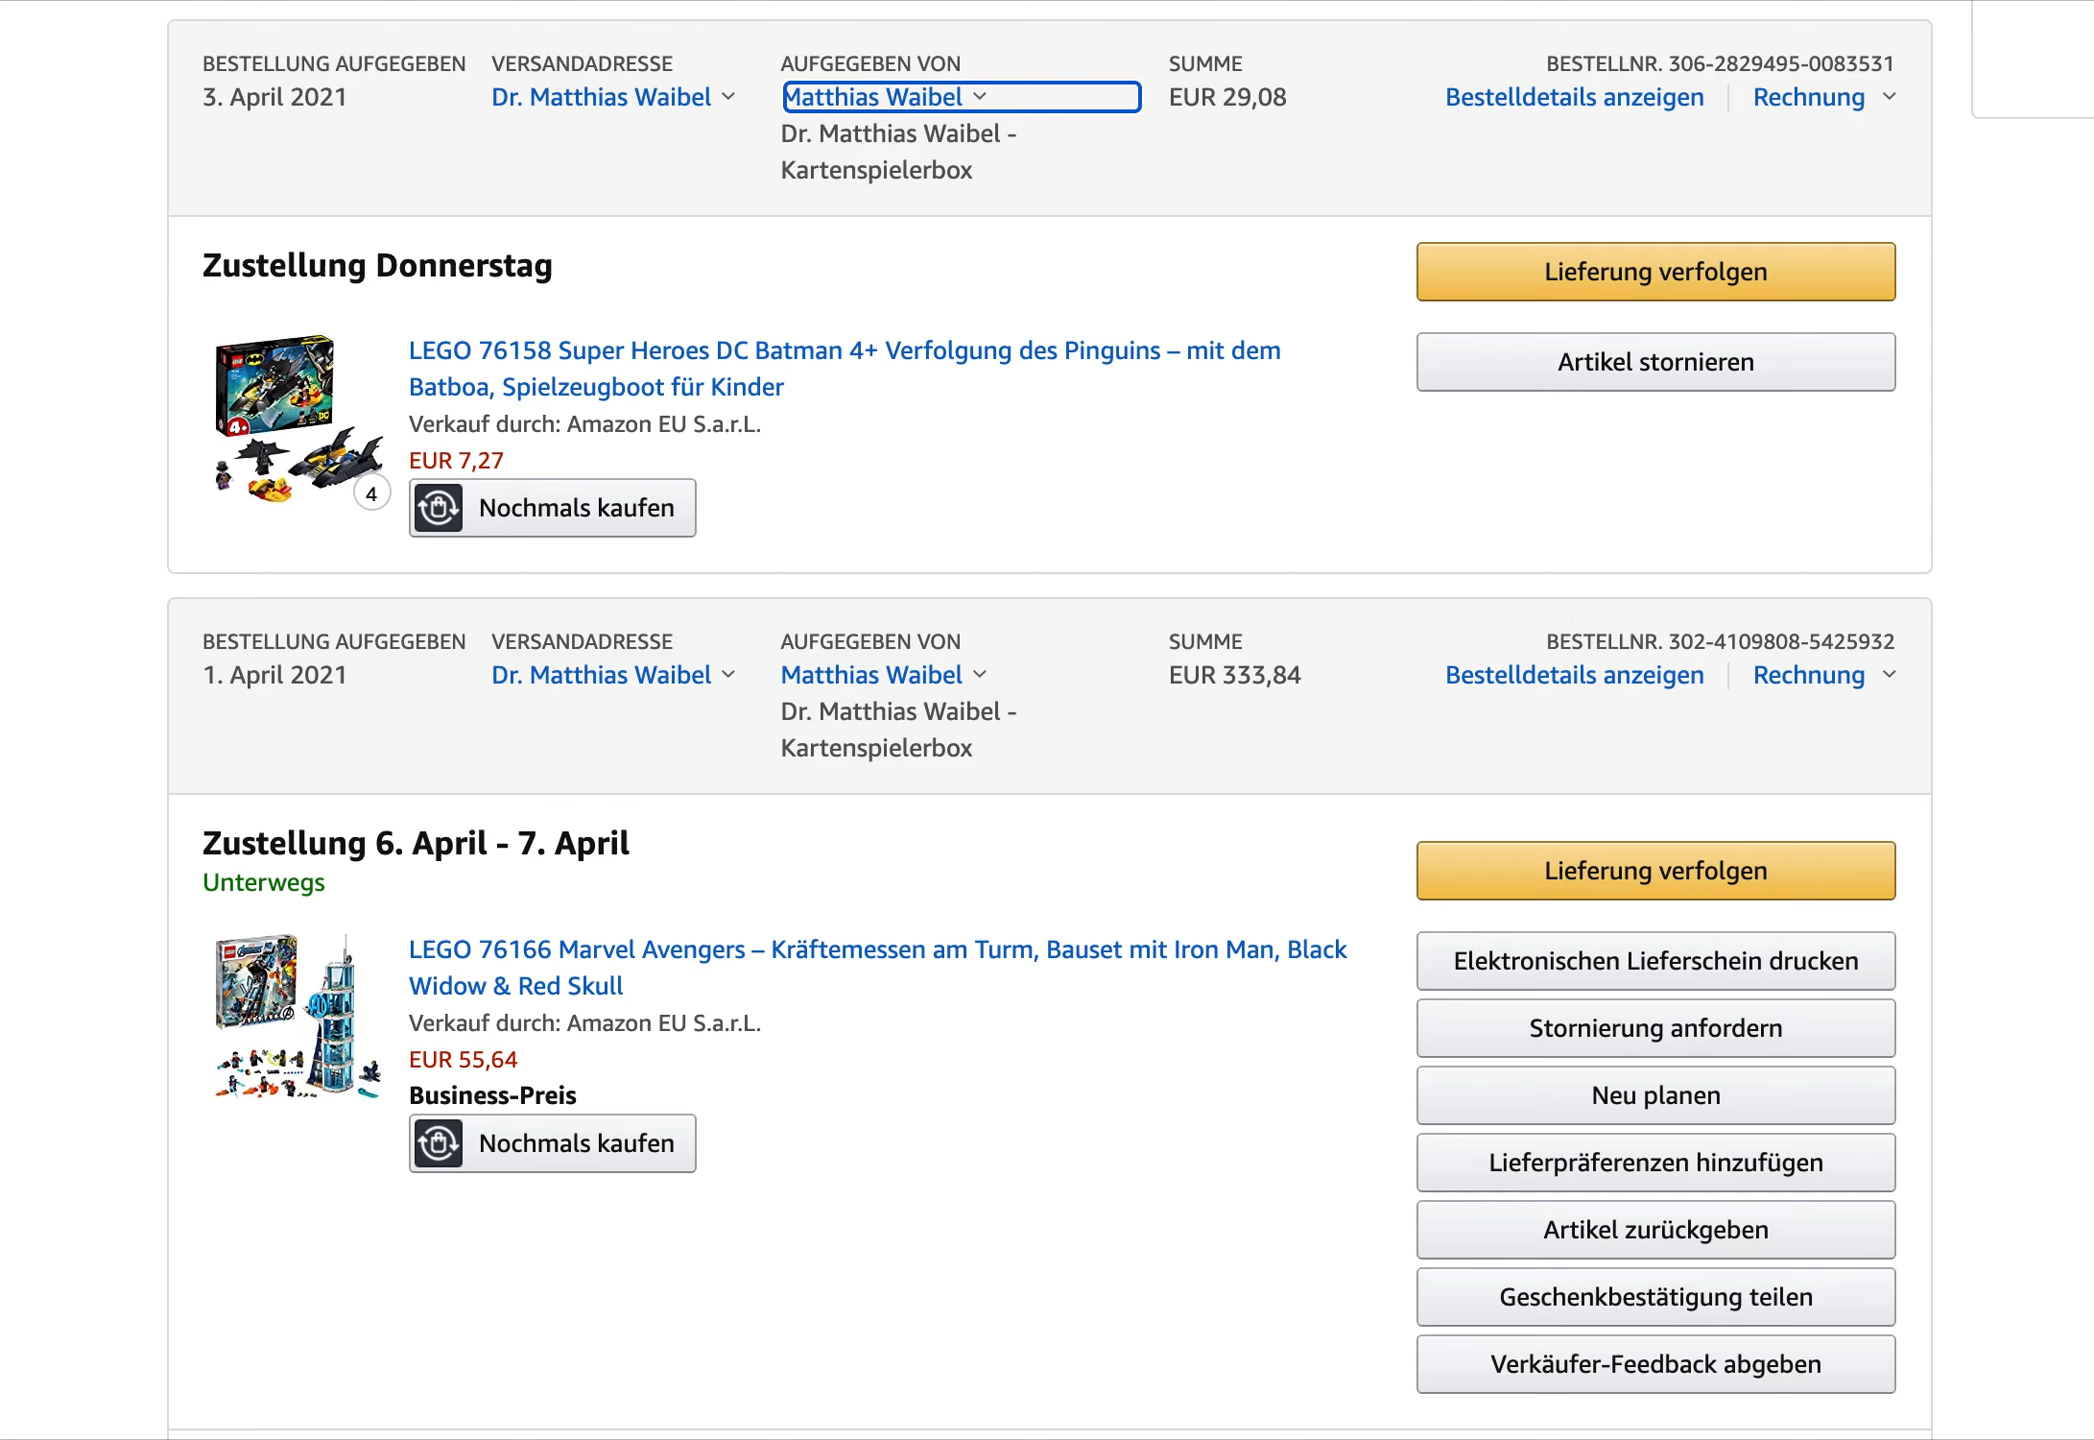 BESTELLUNG AUFGEGEBEN VERSANDADRESSE AUFGEGEBEN VON SUMME BESTELLNR. 306-2829495-0083531
3. April 2021 Dr. Matthias Waibel Matthias Waibel EUR 29,08 Bestelldetails anzeigen Rechnung
Dr. Matthias Waibel -
Kartenspielerbox
Zustellung Donnerstag
Lieferung verfolgen
LEGO 76158 Super Heroes DC Batman 4+ Verfolgung des Pinguins – mit dem
Batboa, Spielzeugboot für Kinder
Artikel stornieren
Verkauf durch: Amazon EU S.a.r.L.
4+
EUR 7,27
4
Nochmals kaufen
BESTELLUNG AUFGEGEBEN VERSANDADRESSE AUFGEGEBEN VON SUMME BESTELLNR. 302-4109808-5425932
1. April 2021 Dr. Matthias Waibel Matthias Waibel EUR 333,84 Bestelldetails anzeigen Rechnung
Dr. Matthias Waibel -
Kartenspielerbox
Zustellung 6. April - 7. April
Unterwegs
Lieferung verfolgen
LEGO 76166 Marvel Avengers – Kräftemessen am Turm, Bauset mit Iron Man, Black
Widow & Red Skull
Verkauf durch: Amazon EU S.a.r.L.
EUR 55,64
Business-Preis
Nochmals kaufen
Elektronischen Lieferschein drucken
Stornierung anfordern
Neu planen
Lieferpräferenzen hinzufügen
Artikel zurückgeben
Geschenkbestätigung teilen
Verkäufer-Feedback abgeben